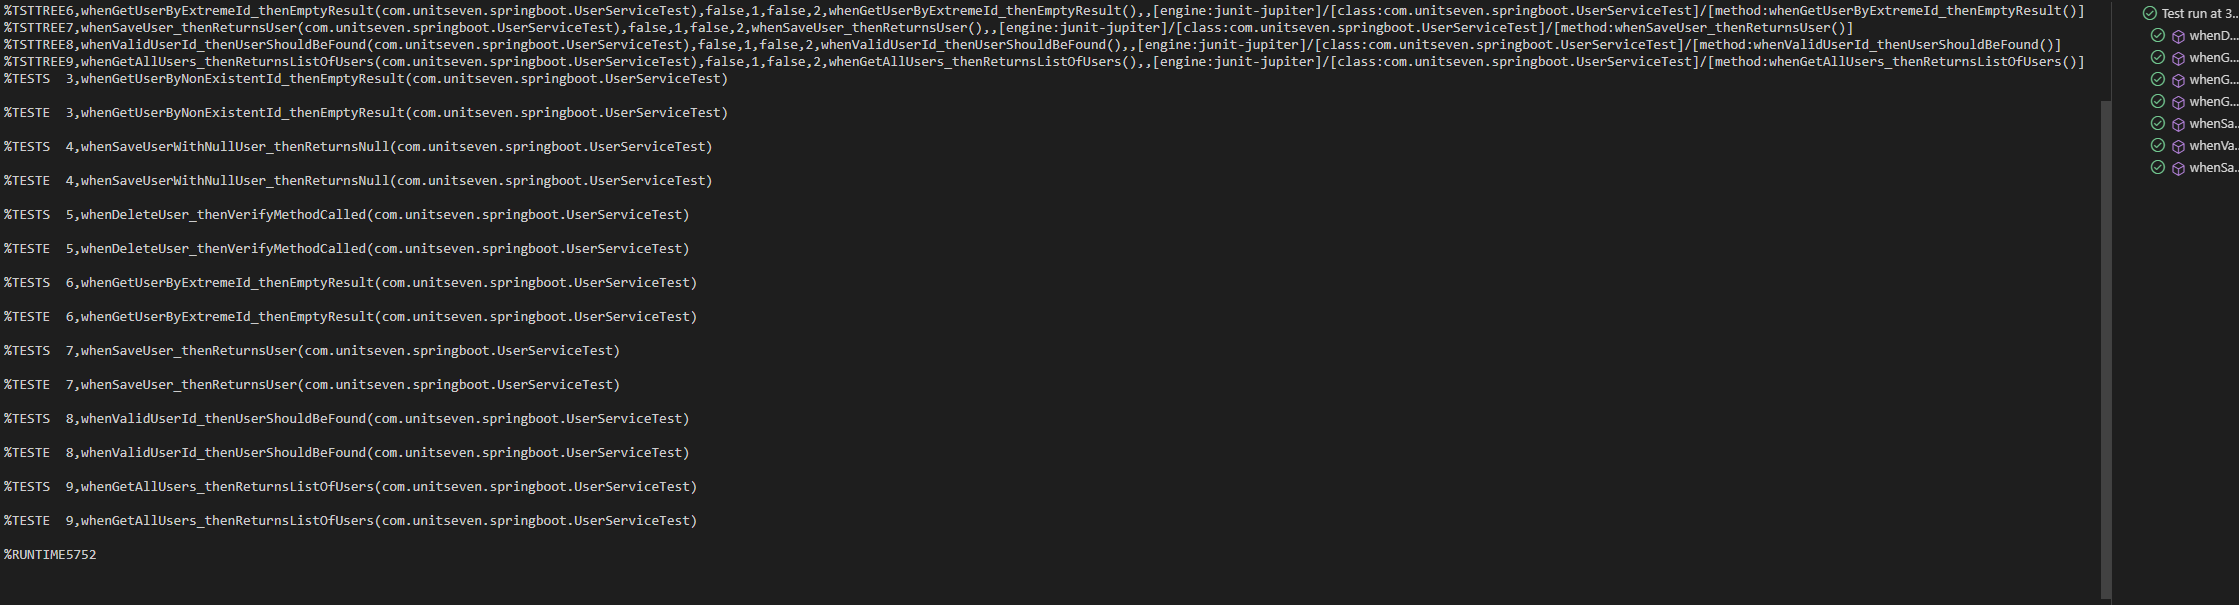 %TSTTREE6,whenGetUserByExtremeId_thenEmptyResult(com.unitseven.springboot.UserServiceTest),false,1,false,2,whenGetUserByExtremeId_thenEmptyResult(),,[engine:junit-jupiter]/[class:com.unitseven.springboot.UserServiceTest]/[method:whenGetUserByExtremeId_thenEmptyResult()]
%TSTTREE7,whenSaveUser_thenReturnsUser(com.unitseven.springboot.UserServiceTest),false,1,false,2,whenSaveUser_thenReturnsUser(),,[engine:junit-jupiter]/[class:com.unitseven.springboot.UserServiceTest]/[method:whenSaveUser_thenReturnsUser()]
%TSTTREE8,whenValidUserId_thenUserShouldBeFound(com.unitseven.springboot.UserServiceTest),false,1,false,2,whenValidUserId_thenUserShouldBeFound(),,[engine:junit-jupiter]/[class:com.unitseven.springboot.UserServiceTest]/[method:whenValidUserId_thenUserShouldBeFound()]
%TSTTREE9,whenGetAllUsers_thenReturnsListOfUsers(com.unitseven.springboot.UserServiceTest),false,1,false,2,whenGetAllUsers_thenReturnsListOfUsers(),,[engine:junit-jupiter]/[class:com.unitseven.springboot.UserServiceTest]/[method:whenGetAllUsers_thenReturnsListOfUsers()]
%TESTS  3,whenGetUserByNonExistentId_thenEmptyResult(com.unitseven.springboot.UserServiceTest)
%TESTE  3,whenGetUserByNonExistentId_thenEmptyResult(com.unitseven.springboot.UserServiceTest)
%TESTS  4,whenSaveUserWithNullUser_thenReturnsNull(com.unitseven.springboot.UserServiceTest)
%TESTE  4,whenSaveUserWithNullUser_thenReturnsNull(com.unitseven.springboot.UserServiceTest)
%TESTS  5,whenDeleteUser_thenVerifyMethodCalled(com.unitseven.springboot.UserServiceTest)
%TESTE  5,whenDeleteUser_thenVerifyMethodCalled(com.unitseven.springboot.UserServiceTest)
%TESTS  6,whenGetUserByExtremeId_thenEmptyResult(com.unitseven.springboot.UserServiceTest)
%TESTE  6,whenGetUserByExtremeId_thenEmptyResult(com.unitseven.springboot.UserServiceTest)
%TESTS  7,whenSaveUser_thenReturnsUser(com.unitseven.springboot.UserServiceTest)
%TESTE  7,whenSaveUser_thenReturnsUser(com.unitseven.springboot.UserServiceTest)
%TESTS  8,whenValidUserId_thenUserShouldBeFound(com.unitseven.springboot.UserServiceTest)
%TESTE  8,whenValidUserId_thenUserShouldBeFound(com.unitseven.springboot.UserServiceTest)
%TESTS  9,whenGetAllUsers_thenReturnsListOfUsers(com.unitseven.springboot.UserServiceTest)
%TESTE  9,whenGetAllUsers_thenReturnsListOfUsers(com.unitseven.springboot.UserServiceTest)
%RUNTIME5752
Test run at 3...
whenD...
whenG...
whenG...
whenG...
whenSa...
whenVa...
whenSa...